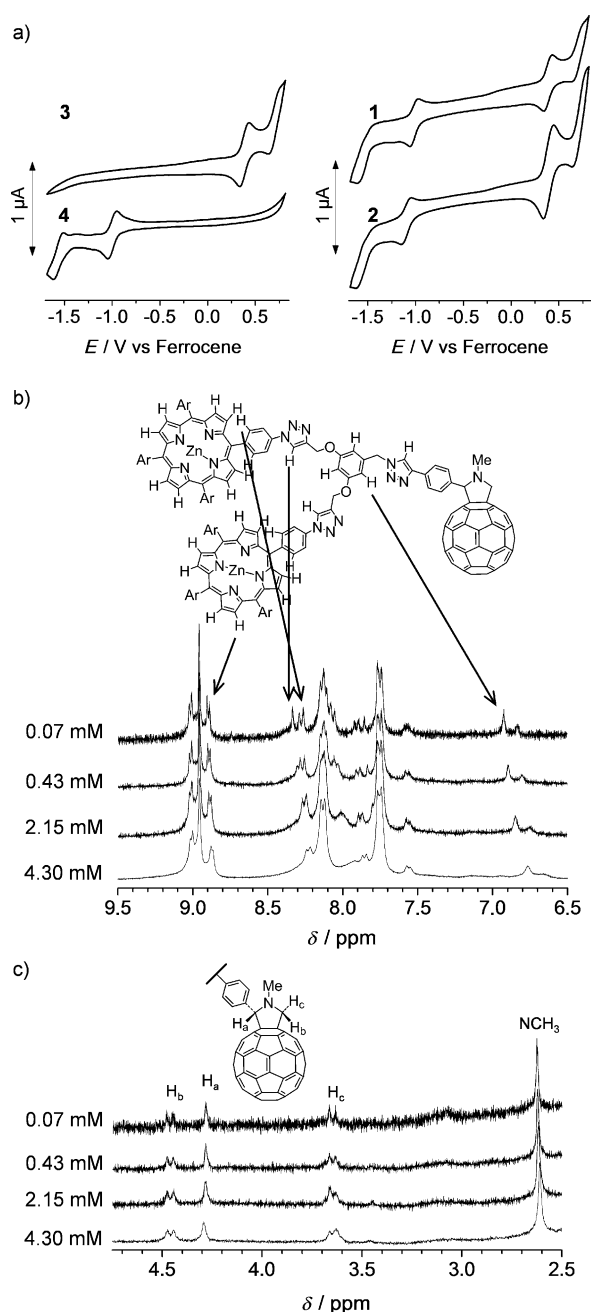 a)
3
1
1 µA
1 µA
4
2
-1.5 -1.0 -0.5 0.0 0.5
-1.5 -1.0 -0.5 0.0 0.5
E / V vs Ferrocene
E / V vs Ferrocene
b)
Ar H H H N N N
H N Zn N N N
Ar N H H O N Me
H H H N N N N
Ar H H H
O
Ar H H N N N
H N Zn N N H
Ar N H
H H Ar
0.07 mM
0.43 mM
2.15 mM
4.30 mM
9.5 9.0 8.5 8.0 7.5 7.0 6.5
δ / ppm
c)
Me
N Hc
Ha Hb
NCH3
Hb Ha Hc
0.07 mM
0.43 mM
2.15 mM
4.30 mM
4.5 4.0 3.5 3.0 2.5
δ / ppm